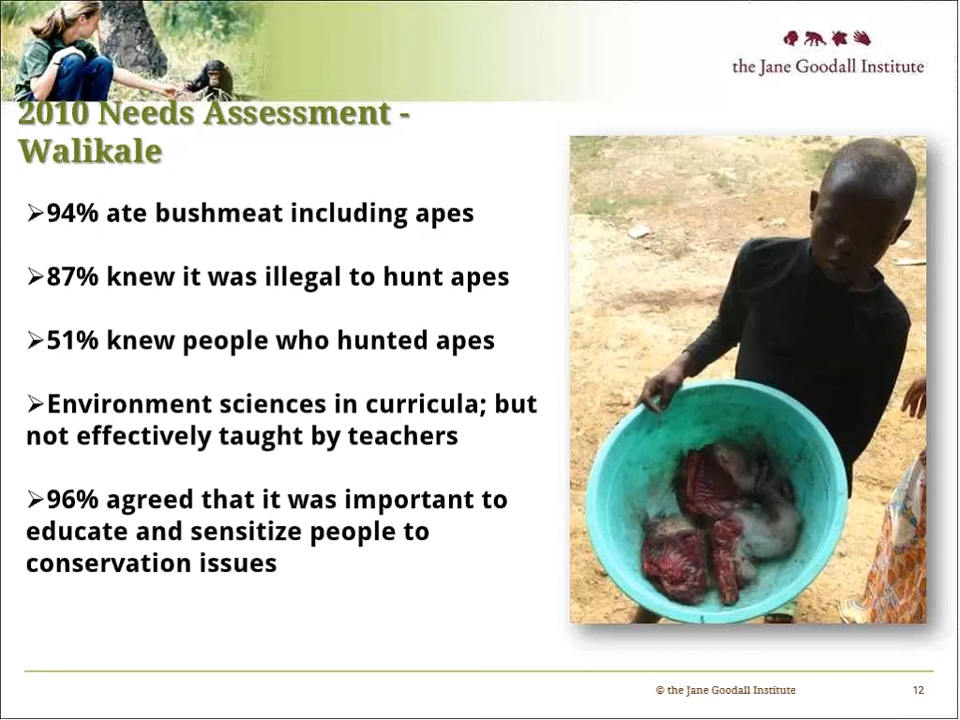 the Jane Goodall Institute
2010 Needs Assessment -
Walikale
➢94% ate bushmeat including apes
➢87% knew it was illegal to hunt apes
➢51% knew people who hunted apes
➢Environment sciences in curricula; but
not effectively taught by teachers
➢96% agreed that it was important to
educate and sensitize people to
conservation issues
© the Jane Goodall Institute
12